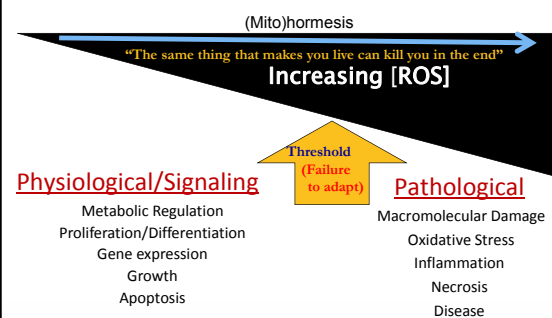 (Mito)hormesis
“The same thing that makes you live can kill you in the end”
Increasing [ROS]
Threshold
(Failure
to adapt)
Physiological/Signaling
Metabolic Regulation
Proliferation/Differentiation
Gene expression
Growth
Apoptosis
Pathological
Macromolecular Damage
Oxidative Stress
Inflammation
Necrosis
Disease